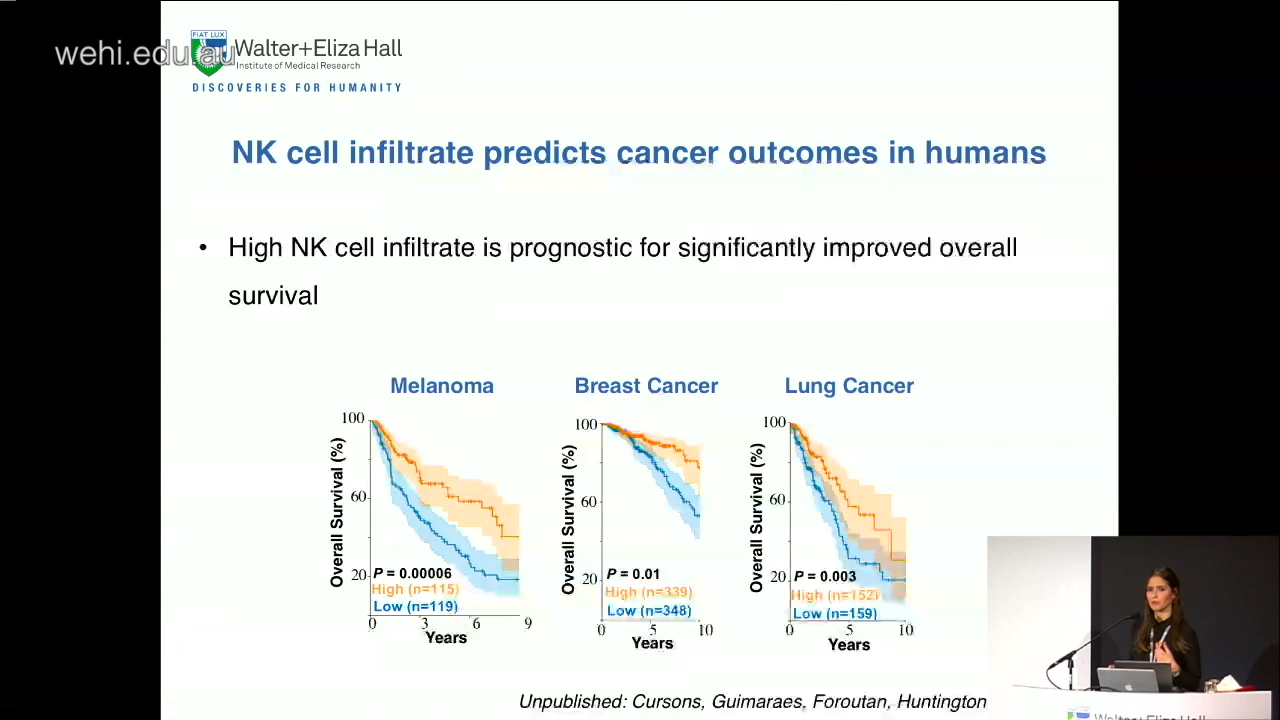 wehi.edu.au
FIAT LUX
Walter+Eliza Hall
Institute of Medical Research
DISCOVERIES FOR HUMANITY
NK cell infiltrate predicts cancer outcomes in humans
• High NK cell infiltrate is prognostic for significantly improved overall
survival
Melanoma
Overall Survival (%)
100
60
20
P = 0.00006
High (n=115)
Low (n=119)
0 3 6 9
Years
Breast Cancer
Overall Survival (%)
100
60
20
P = 0.01
High (n=339)
Low (n=348)
0 5 10
Years
Lung Cancer
Overall Survival (%)
100
60
20
P = 0.003
High (n=152)
Low (n=159)
0 5 10
Years
Unpublished: Cursons, Guimaraes, Foroutan, Huntington
Walter+Eliza Hall